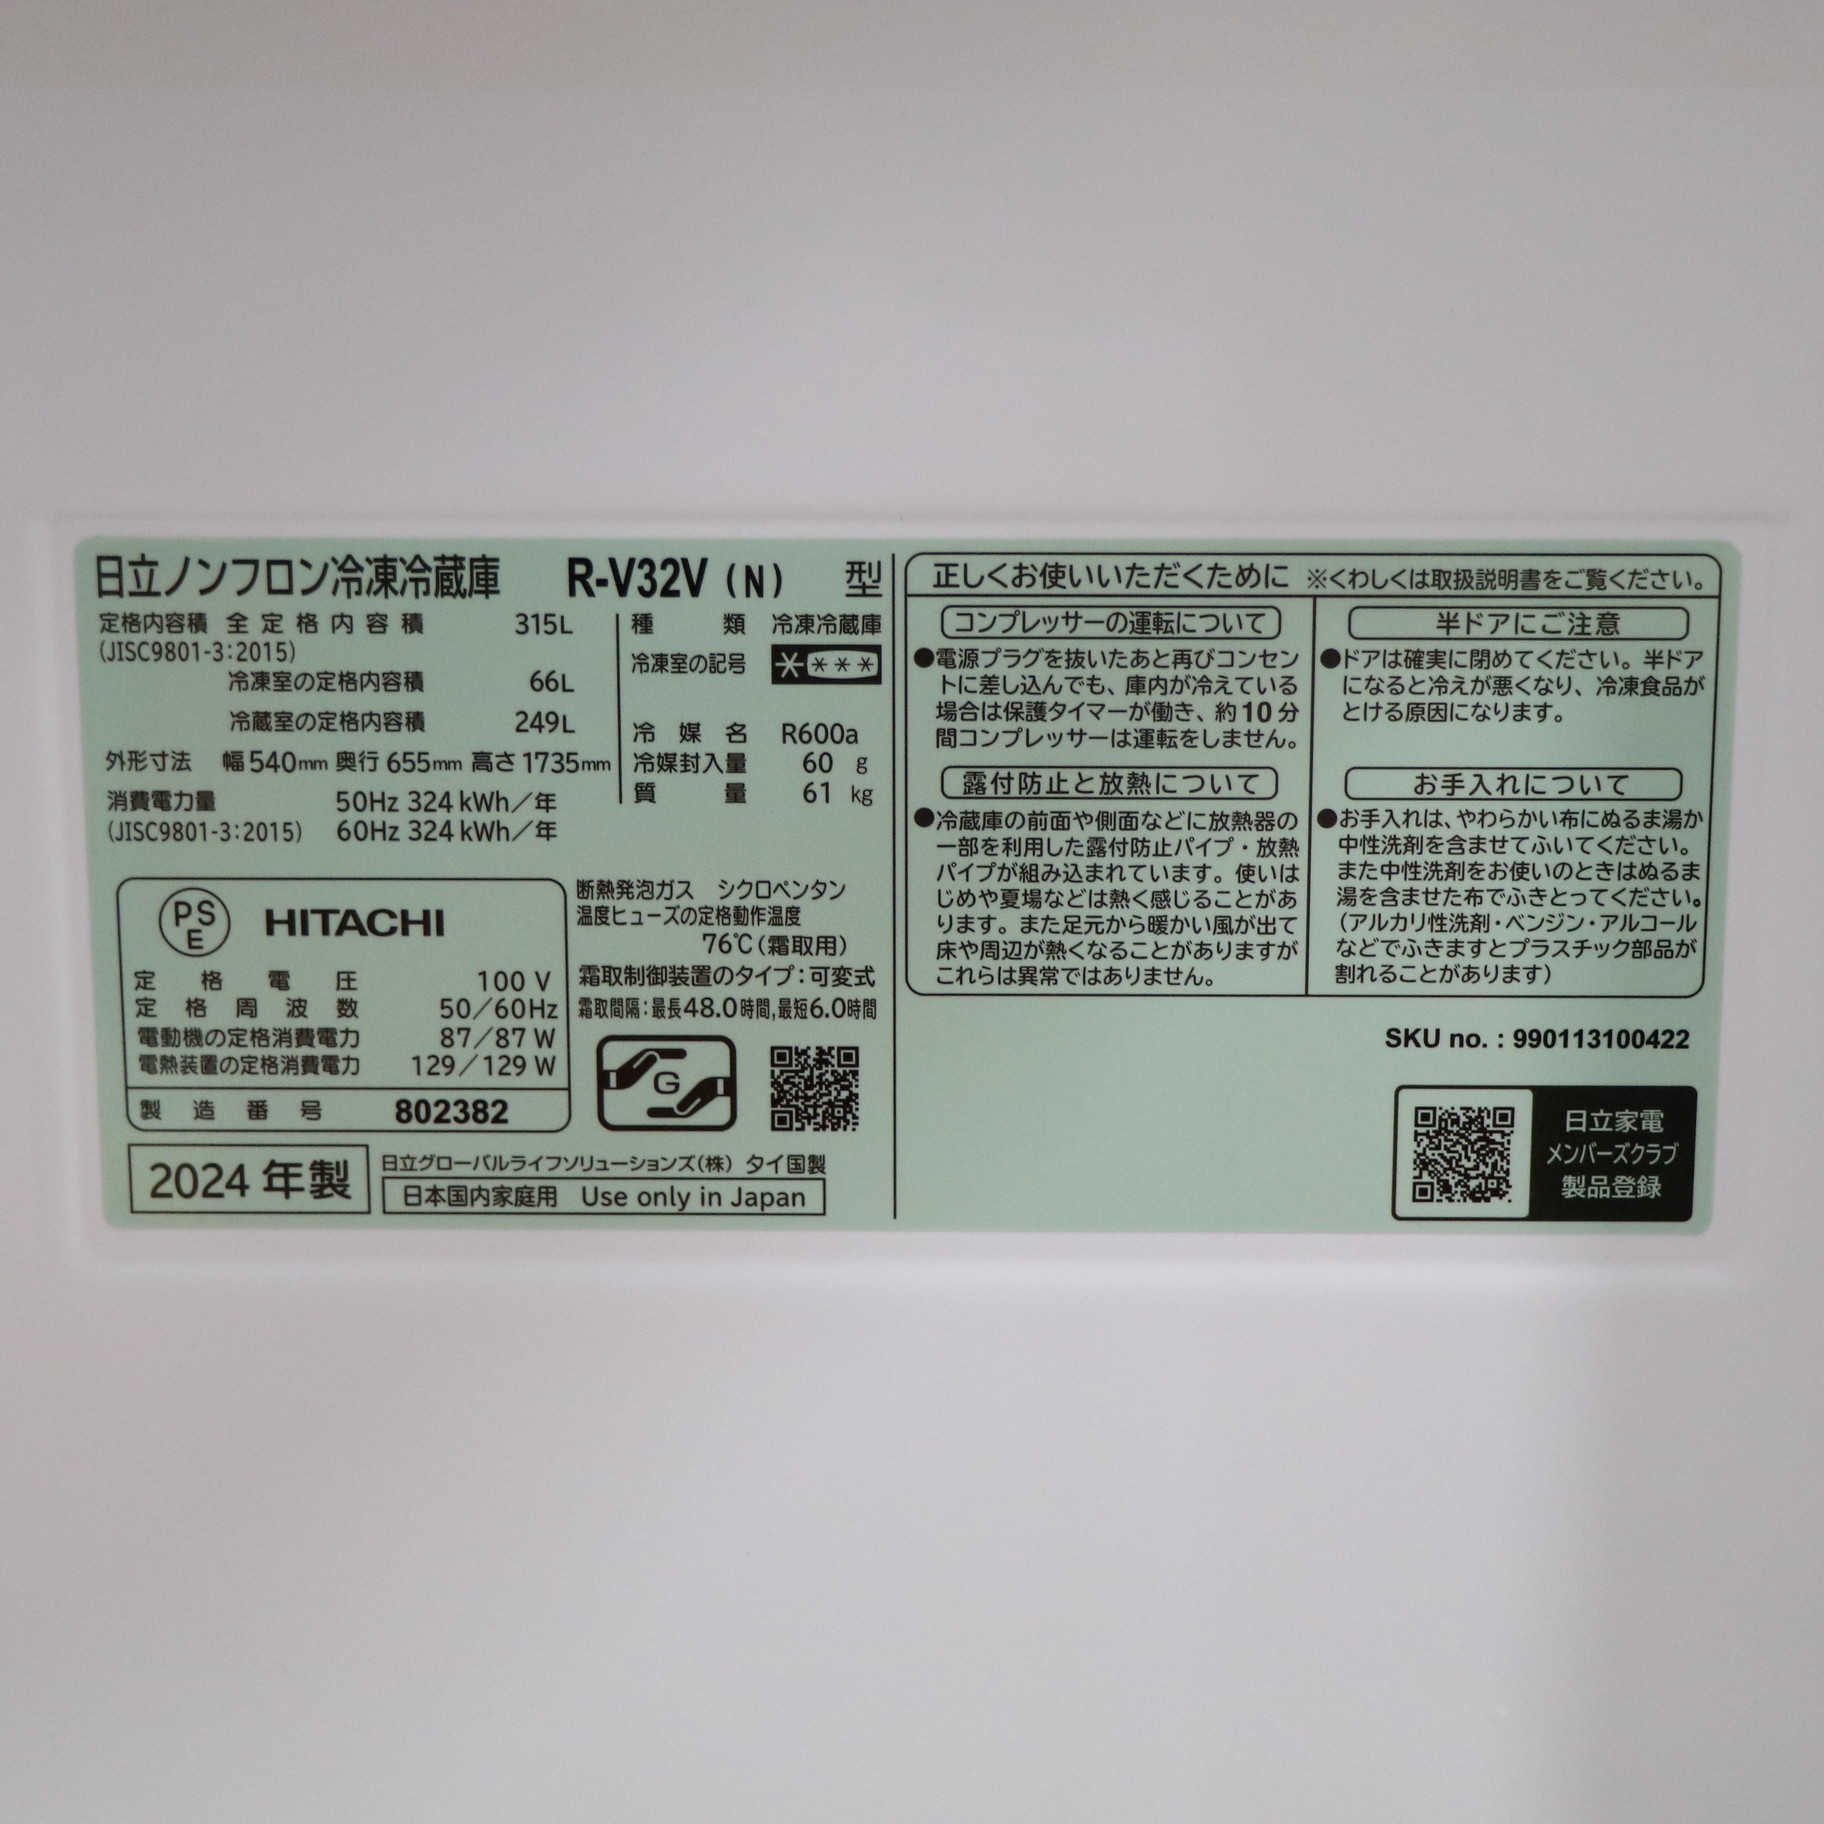 日立ノンフロン冷凍冷蔵庫 R-V32V (N) 型
定格内容積 全定格内容積 315L
(JISC9801-3:2015)
冷凍室の定格内容積 66L
冷蔵室の定格内容積 249L
外形寸法 幅540mm 奥行655mm 高さ1735mm
消費電力量 50Hz 324kWh/年
(JISC9801-3:2015) 60Hz 324kWh/年
種類 冷凍冷蔵庫
冷凍室の記号 ****
冷媒名 R600a
冷媒封入量 60 g
質量 61 kg
PSE HITACHI
定格電圧 100V
定格周波数 50/60Hz
電動機の定格消費電力 87/87W
電熱装置の定格消費電力 129/129W
製造番号 802382
断熱発泡ガス シクロペンタン
温度ヒューズの定格動作温度
76℃(霜取用)
霜取制御装置のタイプ:可変式
霜取間隔:最長48.0時間,最短6.0時間
G
2024年製
日立グローバルライフソリューションズ(株) タイ国製
日本国内家庭用 Use only in Japan
正しくお使いいただくために ※くわしくは取扱説明書をご覧ください。
コンプレッサーの運転について
●電源プラグを抜いたあと再びコンセン
トに差し込んでも、庫内が冷えている
場合は保護タイマーが働き、約10分
間コンプレッサーは運転をしません。
露付防止と放熱について
●冷蔵庫の前面や側面などに放熱器の
一部を利用した露付防止パイプ・放熱
パイプが組み込まれています。使いは
じめや夏場などは熱く感じることがあ
ります。また足元から暖かい風が出て
床や周辺が熱くなることがありますが
これらは異常ではありません。
半ドアにご注意
●ドアは確実に閉めてください。半ドア
になると冷えが悪くなり、冷凍食品が
とける原因になります。
お手入れについて
●お手入れは、やわらかい布にぬるま湯か
中性洗剤を含ませてふいてください。
また中性洗剤をお使いのときはぬるま
湯を含ませた布でふきとってください。
(アルカリ性洗剤・ベンジン・アルコール
などでふきますとプラスチック部品が
割れることがあります)
SKU no. : 990113100422
日立家電
メンバーズクラブ
製品登録